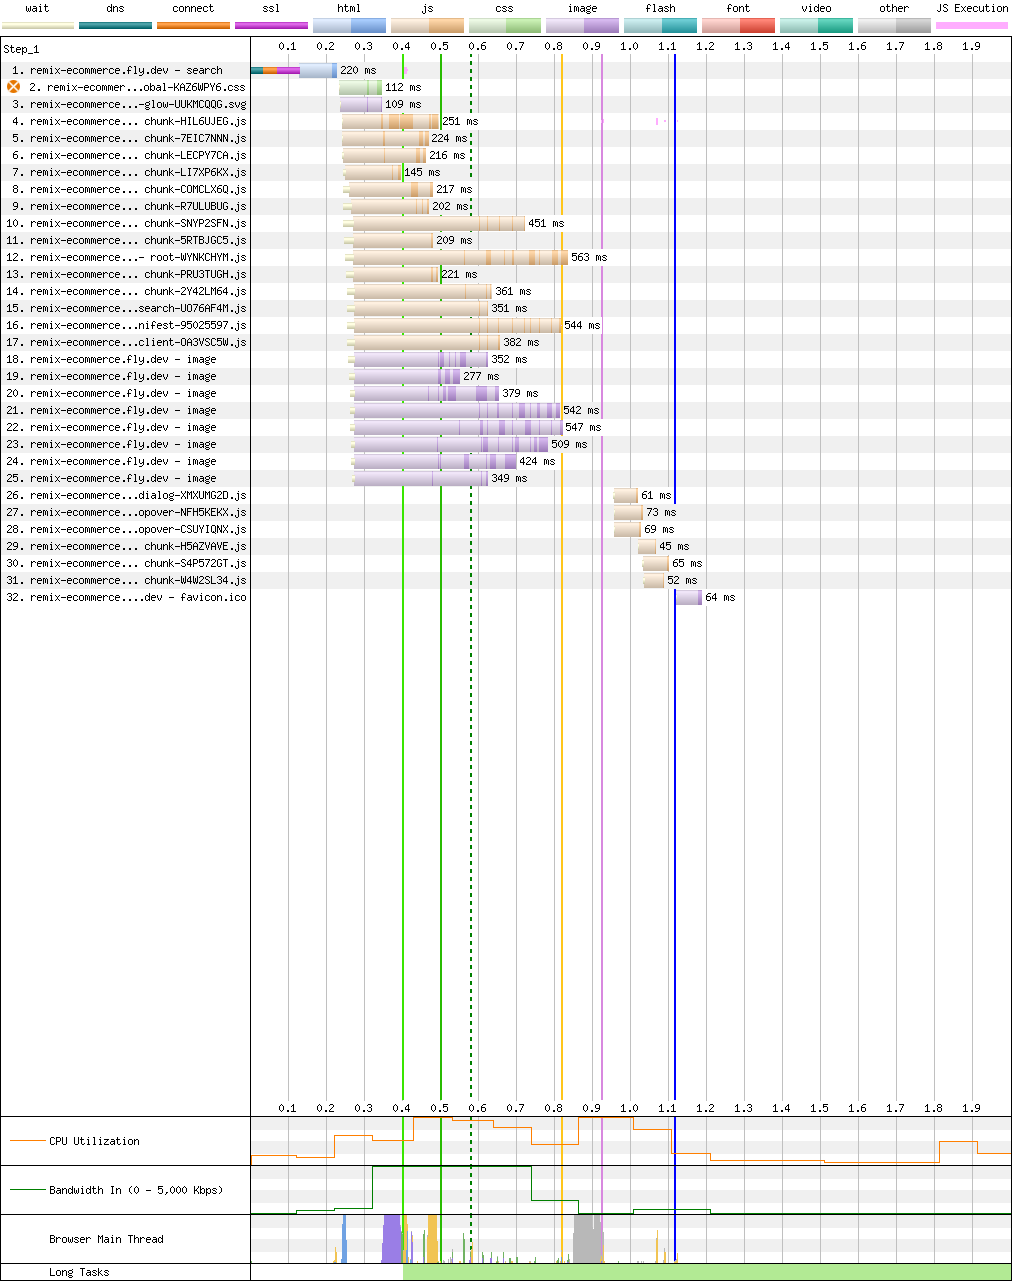 wait dns connect ssl html js css image flash font video other JS Execution
Step_1 0.1 0.2 0.3 0.4 0.5 0.6 0.7 0.8 0.9 1.0 1.1 1.2 1.3 1.4 1.5 1.6 1.7 1.8 1.9
1. remix-ecommerce.fly.dev - search 220 ms
2. remix-ecommer...obal-KAZ6WPY6.css 112 ms
3. remix-ecommerce...-glow-UUKMCQQG.svg 109 ms
4. remix-ecommerce... chunk-HIL6UJEG.js 251 ms
5. remix-ecommerce... chunk-7EIC7NNN.js 224 ms
6. remix-ecommerce... chunk-LECPY7CA.js 216 ms
7. remix-ecommerce... chunk-LI7XP6KX.js 145 ms
8. remix-ecommerce... chunk-COMCLX6Q.js 217 ms
9. remix-ecommerce... chunk-R7ULUBUG.js 202 ms
10. remix-ecommerce... chunk-SNYP2SFN.js 451 ms
11. remix-ecommerce... chunk-5RTBJGC5.js 209 ms
12. remix-ecommerce...- root-WYNKCHYM.js 563 ms
13. remix-ecommerce... chunk-PRU3TUGH.js 221 ms
14. remix-ecommerce... chunk-2Y42LM64.js 361 ms
15. remix-ecommerce...search-UO76AF4M.js 351 ms
16. remix-ecommerce...nifest-95025597.js 544 ms
17. remix-ecommerce...client-OA3VSC5W.js 382 ms
18. remix-ecommerce.fly.dev - image 352 ms
19. remix-ecommerce.fly.dev - image 277 ms
20. remix-ecommerce.fly.dev - image 379 ms
21. remix-ecommerce.fly.dev - image 542 ms
22. remix-ecommerce.fly.dev - image 547 ms
23. remix-ecommerce.fly.dev - image 509 ms
24. remix-ecommerce.fly.dev - image 424 ms
25. remix-ecommerce.fly.dev - image 349 ms
26. remix-ecommerce...dialog-XMXUMG2D.js 61 ms
27. remix-ecommerce...opover-NFH5KEKX.js 73 ms
28. remix-ecommerce...opover-CSUYIQNX.js 69 ms
29. remix-ecommerce... chunk-H5AZVAVE.js 45 ms
30. remix-ecommerce... chunk-S4P572GT.js 65 ms
31. remix-ecommerce... chunk-W4W2SL34.js 52 ms
32. remix-ecommerce....dev - favicon.ico 64 ms
0.1 0.2 0.3 0.4 0.5 0.6 0.7 0.8 0.9 1.0 1.1 1.2 1.3 1.4 1.5 1.6 1.7 1.8 1.9
CPU Utilization
Bandwidth In (0 - 5,000 Kbps)
Browser Main Thread
Long Tasks